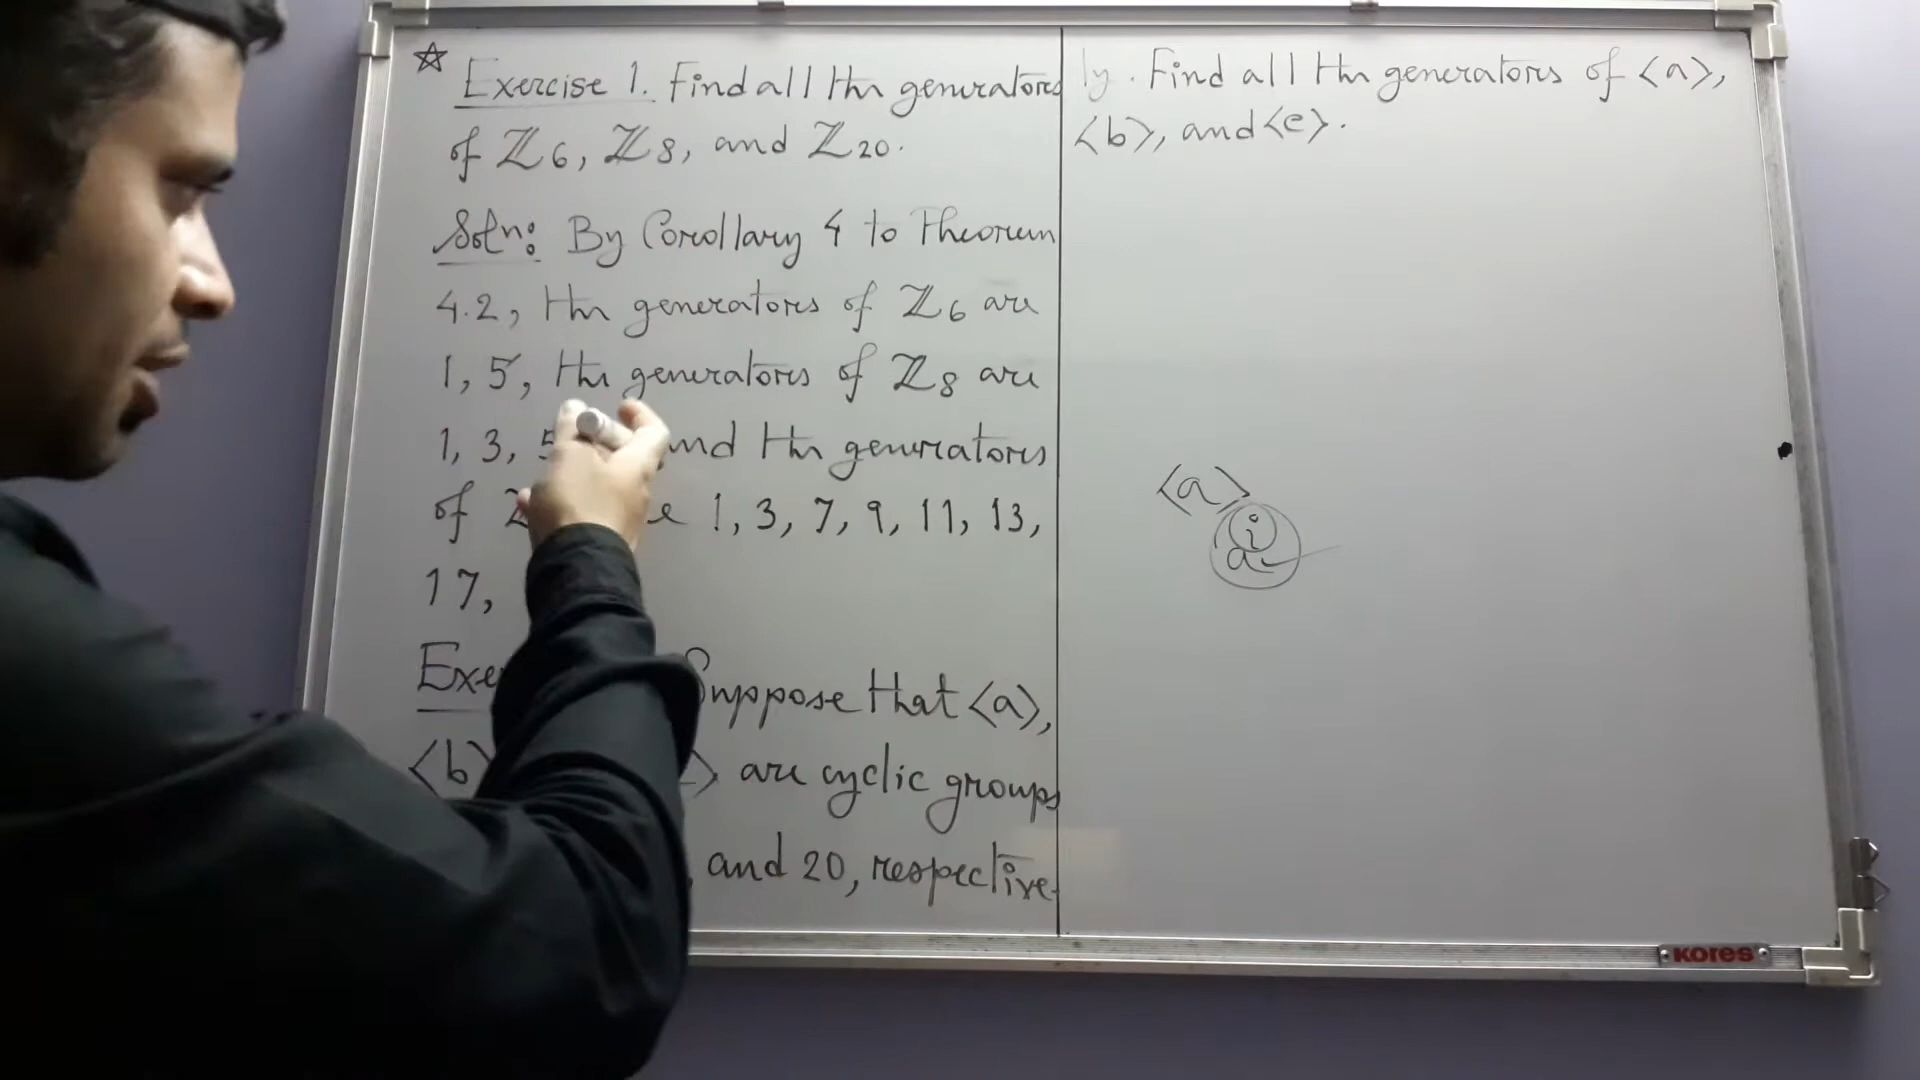 ☆ Exercise 1. Find all the generators
of ℤ6, ℤ8, and ℤ20.
Soln: By Corollary 4 to Theorem
4.2, the generators of ℤ6 are
1, 5, the generators of ℤ8 are
1, 3, 5 and the generators
of 1, 3, 7, 9, 11, 13,
17,
Suppose that <a>,
<b> are cyclic groups
and 20, respective-
ly. Find all the generators of <a>,
<b>, and <c>.
<a>
i
a
KORES